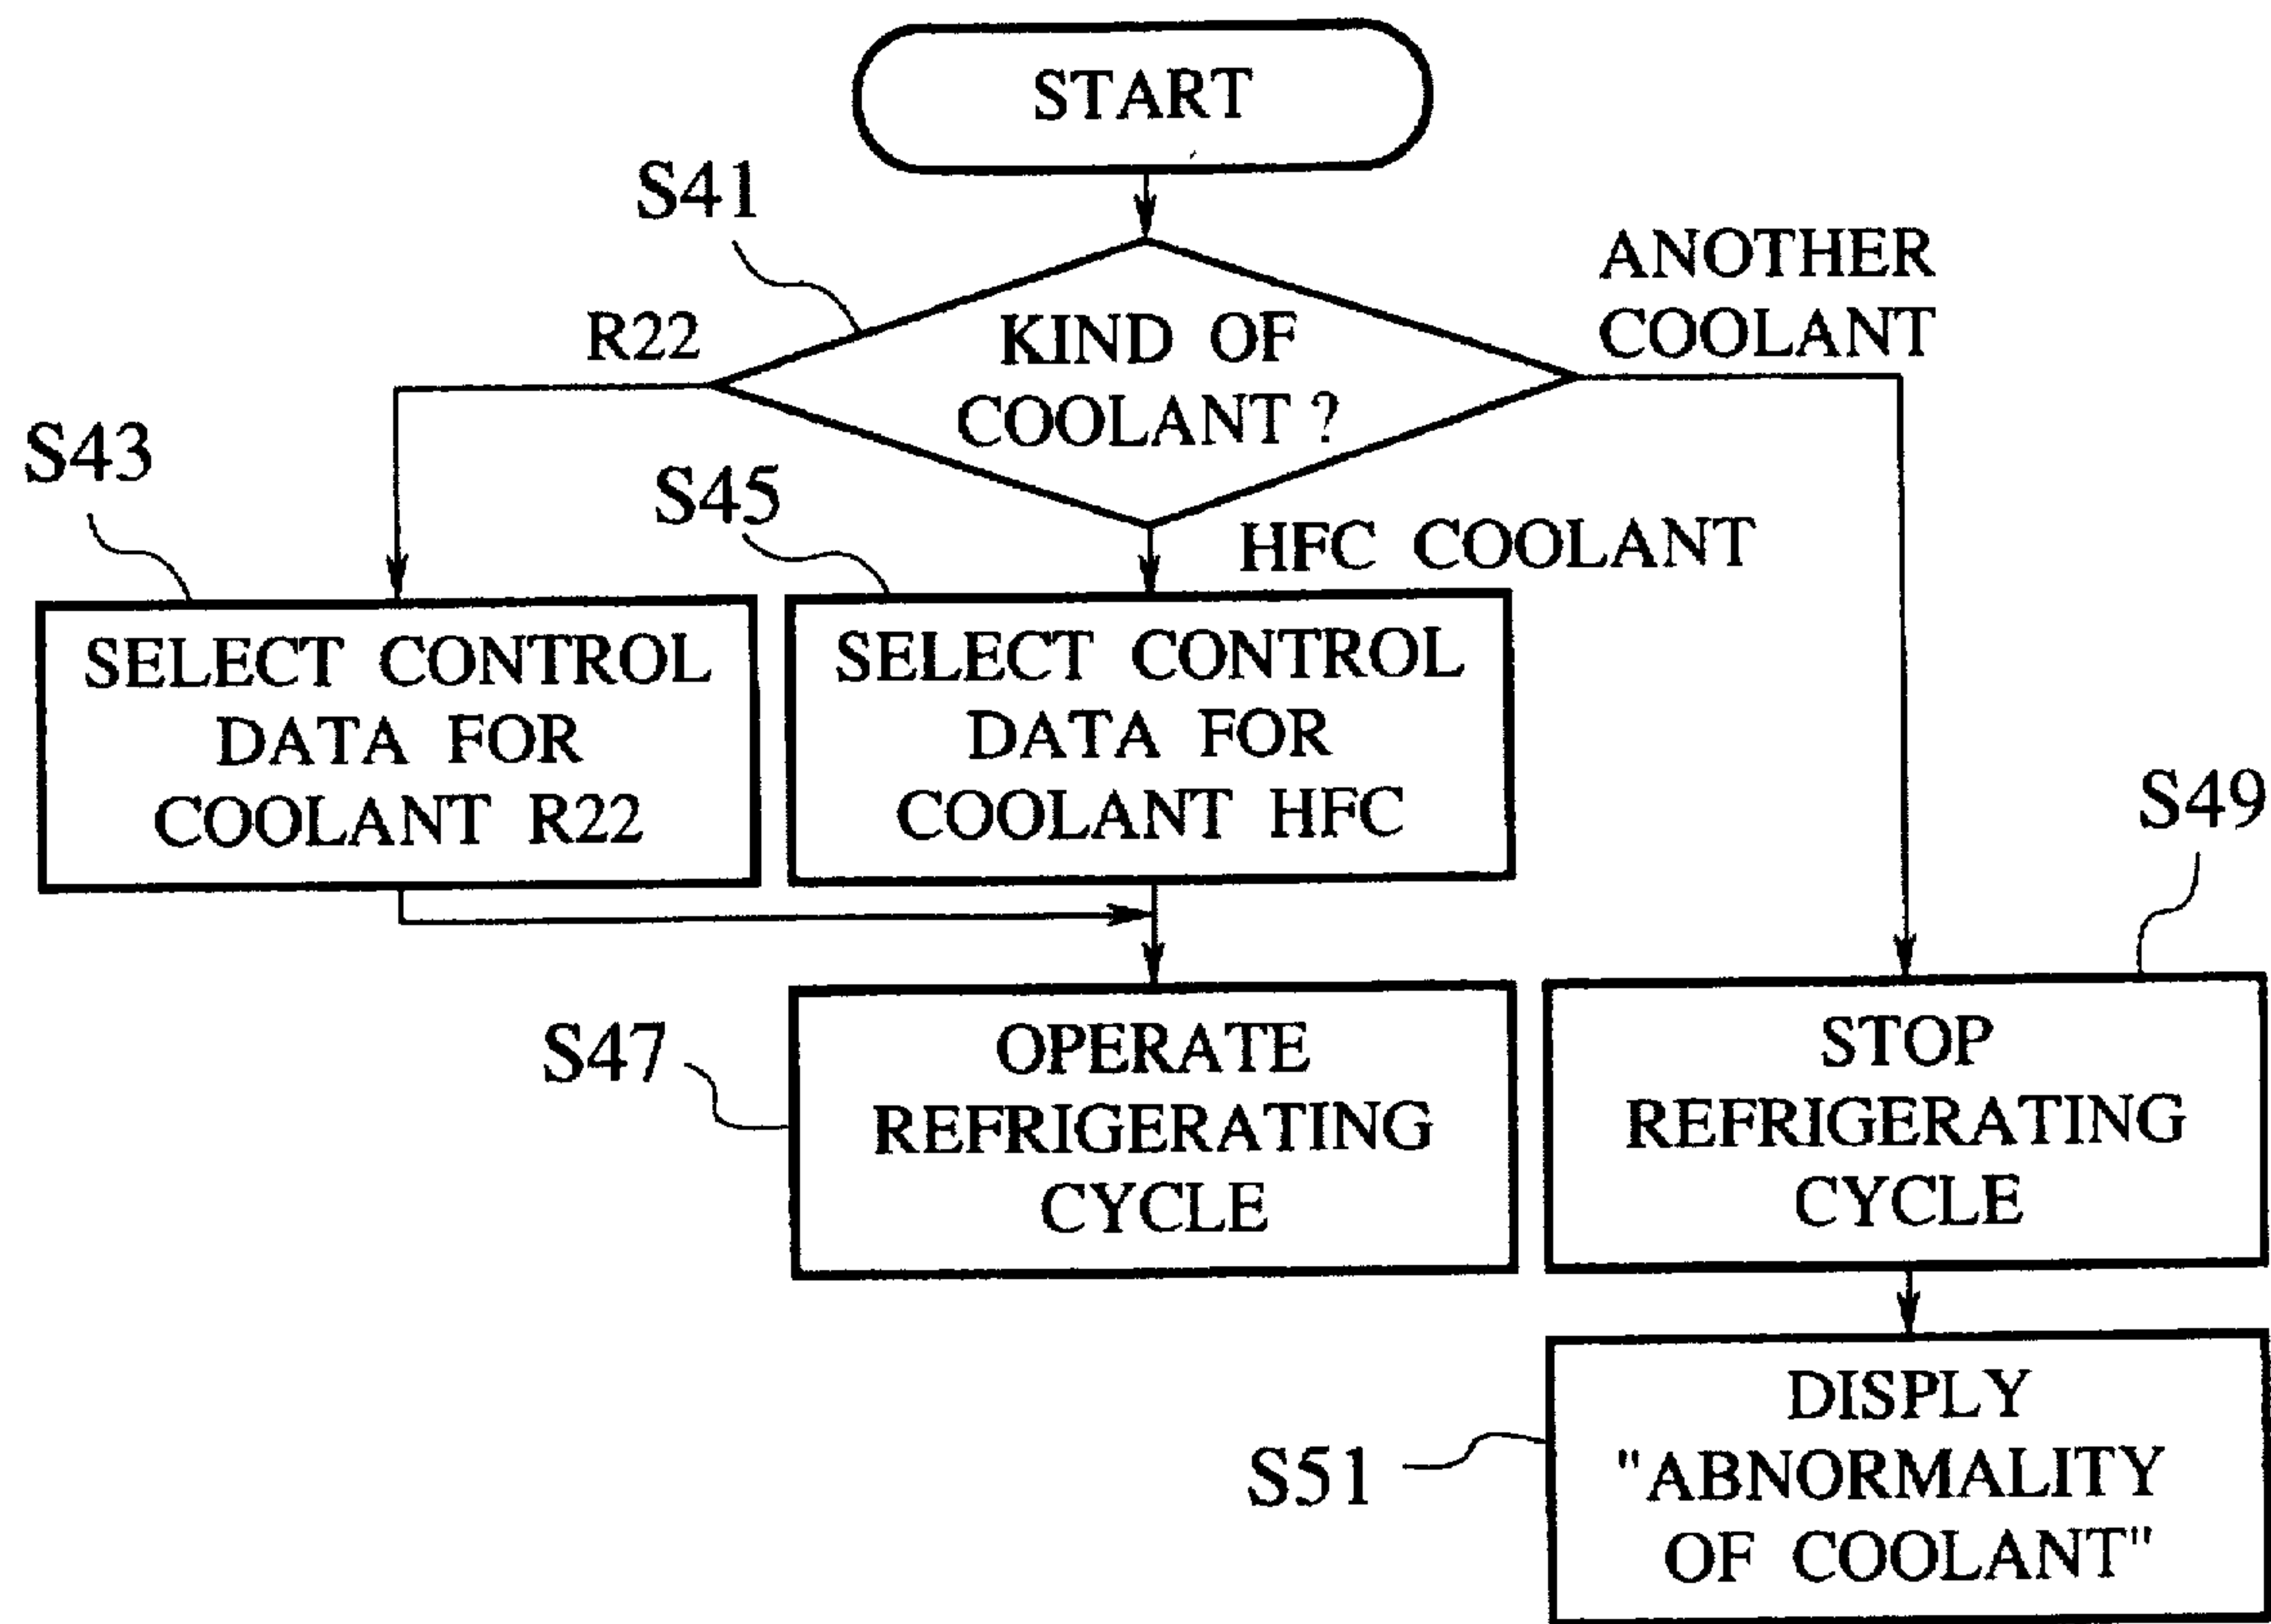 START
S41
R22
KIND OF
COOLANT ?
ANOTHER
COOLANT
S43
S45
HFC COOLANT
SELECT CONTROL
DATA FOR
COOLANT R22
SELECT CONTROL
DATA FOR
COOLANT HFC
S47
OPERATE
REFRIGERATING
CYCLE
S49
STOP
REFRIGERATING
CYCLE
S51
DISPLY
"ABNORMALITY
OF COOLANT"